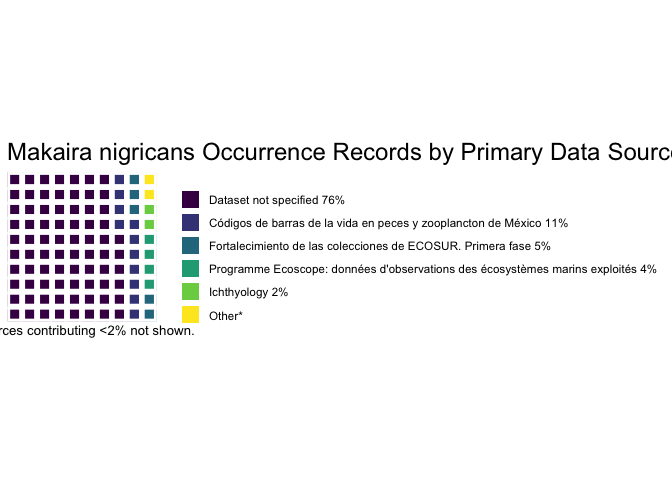 Makaira nigricans Occurrence Records by Primary Data Sourc
Dataset not specified 76%
Códigos de barras de la vida en peces y zooplancton de México 11%
Fortalecimiento de las colecciones de ECOSUR. Primera fase 5%
Programme Ecoscope: données d'observations des écosystèmes marins exploités 4%
Ichthyology 2%
Other*
rces contributing <2% not shown.